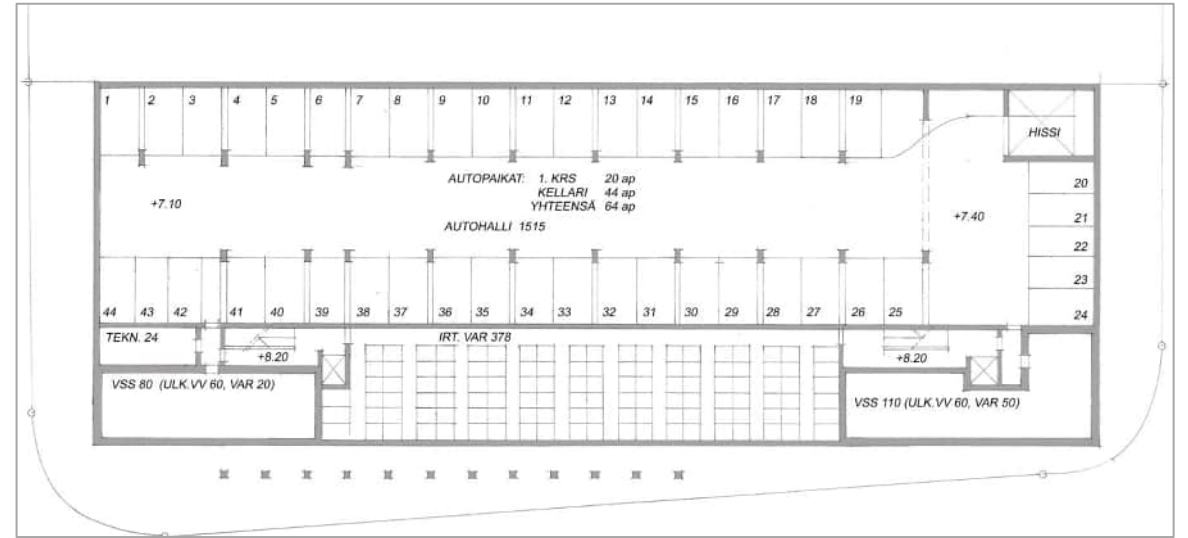 1 2 3 4 5 6 7 8 9 10 11 12 13 14 15 16 17 18 19
HISSI
AUTOPAIKAT: 1. KRS 20 ap
KELLARI 44 ap
YHTEENSÄ 64 ap
AUTOHALLI 1515
+7.10
+7.40
20
21
22
23
24
44 43 42 41 40 39 38 37 36 35 34 33 32 31 30 29 28 27 26 25
TEKN. 24
IRT. VAR 378
+8.20
+8.20
VSS 80 (ULK.VV 60, VAR 20)
VSS 110 (ULK.VV 60, VAR 50)